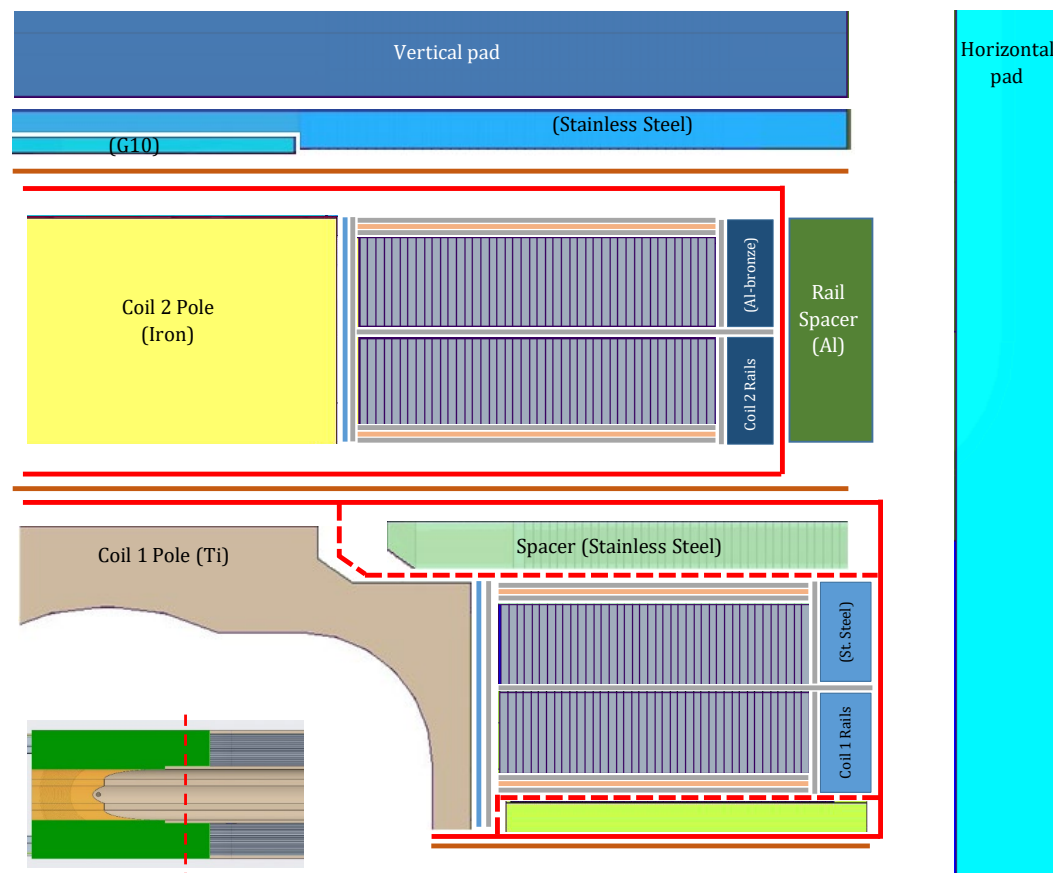 Vertical pad
Horizontal
pad
(Stainless Steel)
(G10)
Coil 2 Pole
(Iron)
(Al-bronze)
Coil 2 Rails
Rail
Spacer
(Al)
Coil 1 Pole (Ti)
Spacer (Stainless Steel)
(St. Steel)
Coil 1 Rails